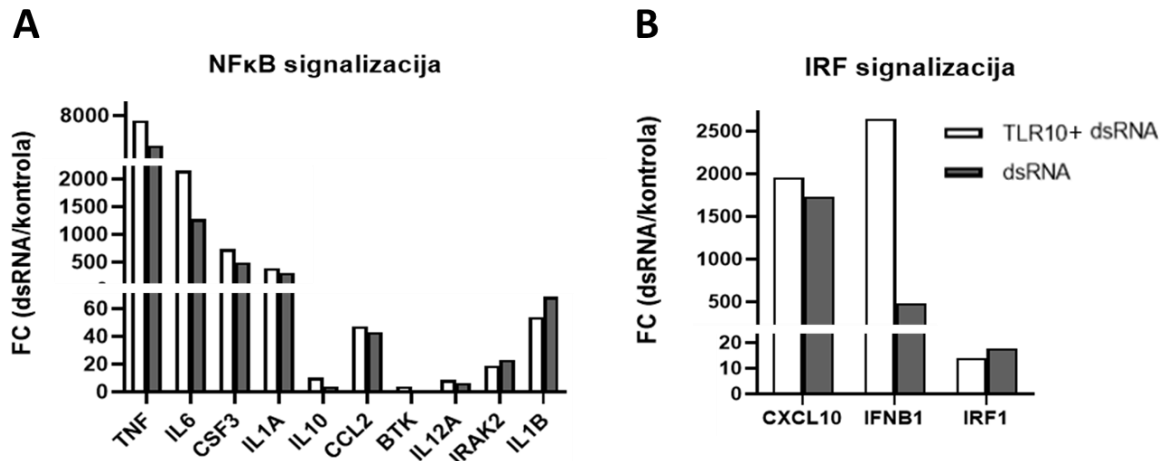 A
NFκB signalizacija
FC (dsRNA/kontrola)
8000
2000
1500
1000
500
60
40
20
0
TNF
IL6
CSF3
IL1A
IL10
CCL2
BTK
IL12A
IRAK2
IL1B
B
IRF signalizacija
FC (dsRNA/kontrola)
2500
2000
1500
1000
500
20
10
0
CXCL10
IFNB1
IRF1
TLR10+ dsRNA
dsRNA